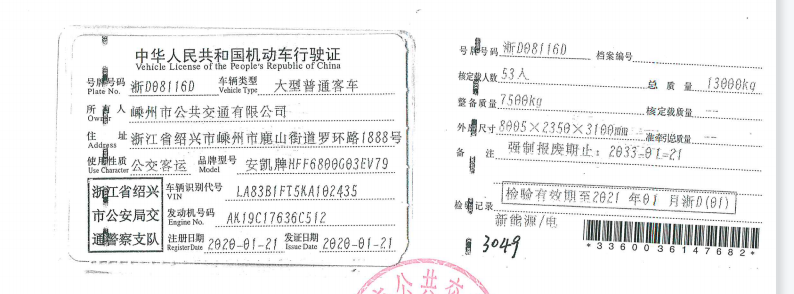 中华人民共和国机动车行驶证
Vehicle License of the People's Republic of China
号牌号码 浙D08116D 车辆类型 大型普通客车
Plate No. Vehicle Type
所有人 嵊州市公共交通有限公司
Owner
住址 浙江省绍兴市嵊州市鹿山街道罗环路1888号
Address
使用性质 公交客运 品牌型号 安凯牌HFF6800G03EV79
Use Character Model
浙江省绍兴
市公安局交
通警察支队
车辆识别代号 LA83B1FT5KA102435
VIN
发动机号码 AK19C17636C512
Engine No.
注册日期 2020-01-21 发证日期 2020-01-21
Register Date Issue Date
号牌号码 浙D08116D 档案编号
核定载人数 53人 总质量 13000kg
整备质量 7500kg 核定载质量 --
外廓尺寸 8005×2350×3100mm 准牵引总质量 --
备注 强制报废期止：2033-01-21
检验记录 检验有效期至2021年01月浙D(01)
新能源/电
3049
*3360036147682*
公共交